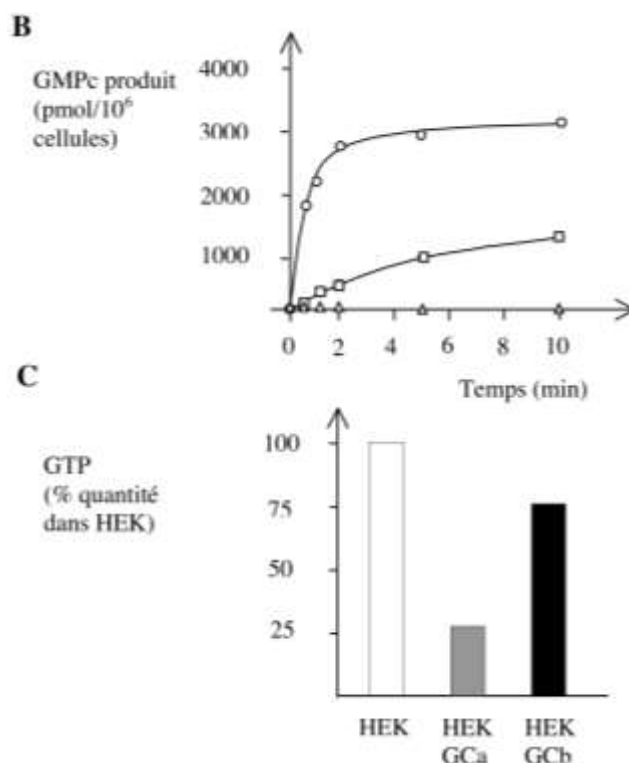 B
GMPc produit
(pmol/10⁶
cellules)
4000
3000
2000
1000
0 2 4 6 8 10
Temps (min)
C
GTP
(% quantité
dans HEK)
100
75
50
25
HEK HEK HEK
GCa GCb